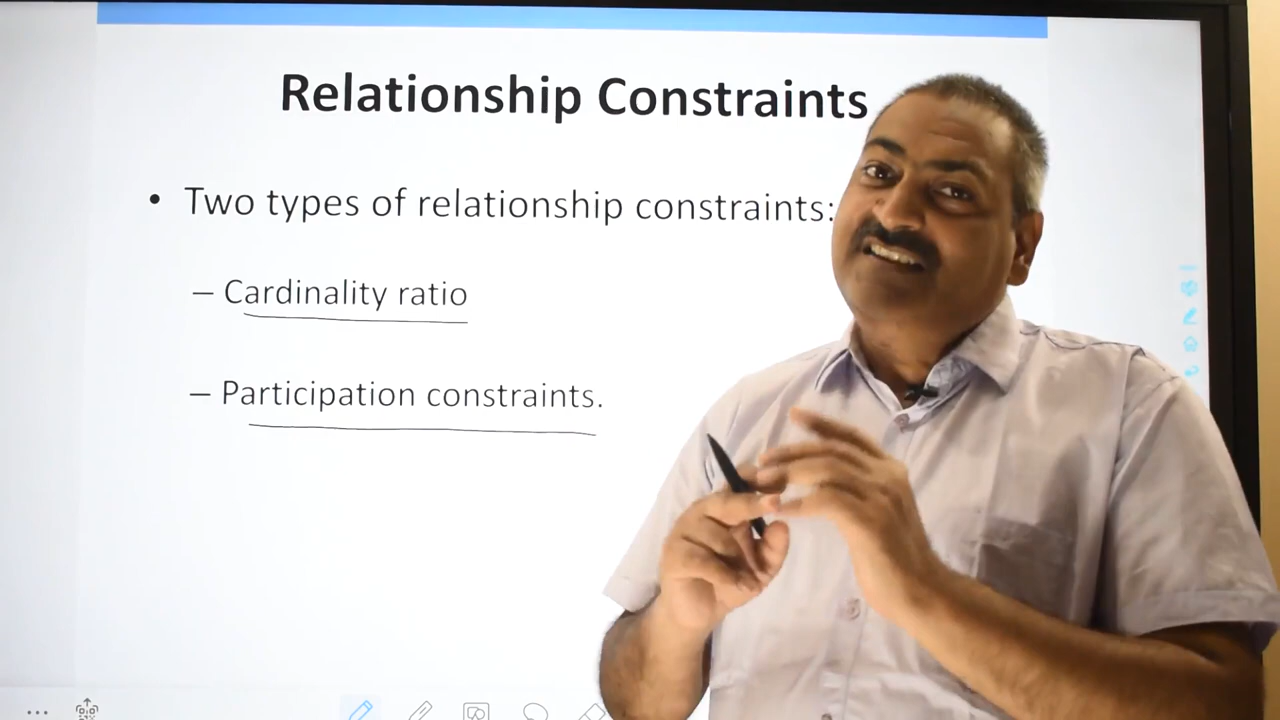 Relationship Constraints
• Two types of relationship constraints:
– Cardinality ratio
– Participation constraints.